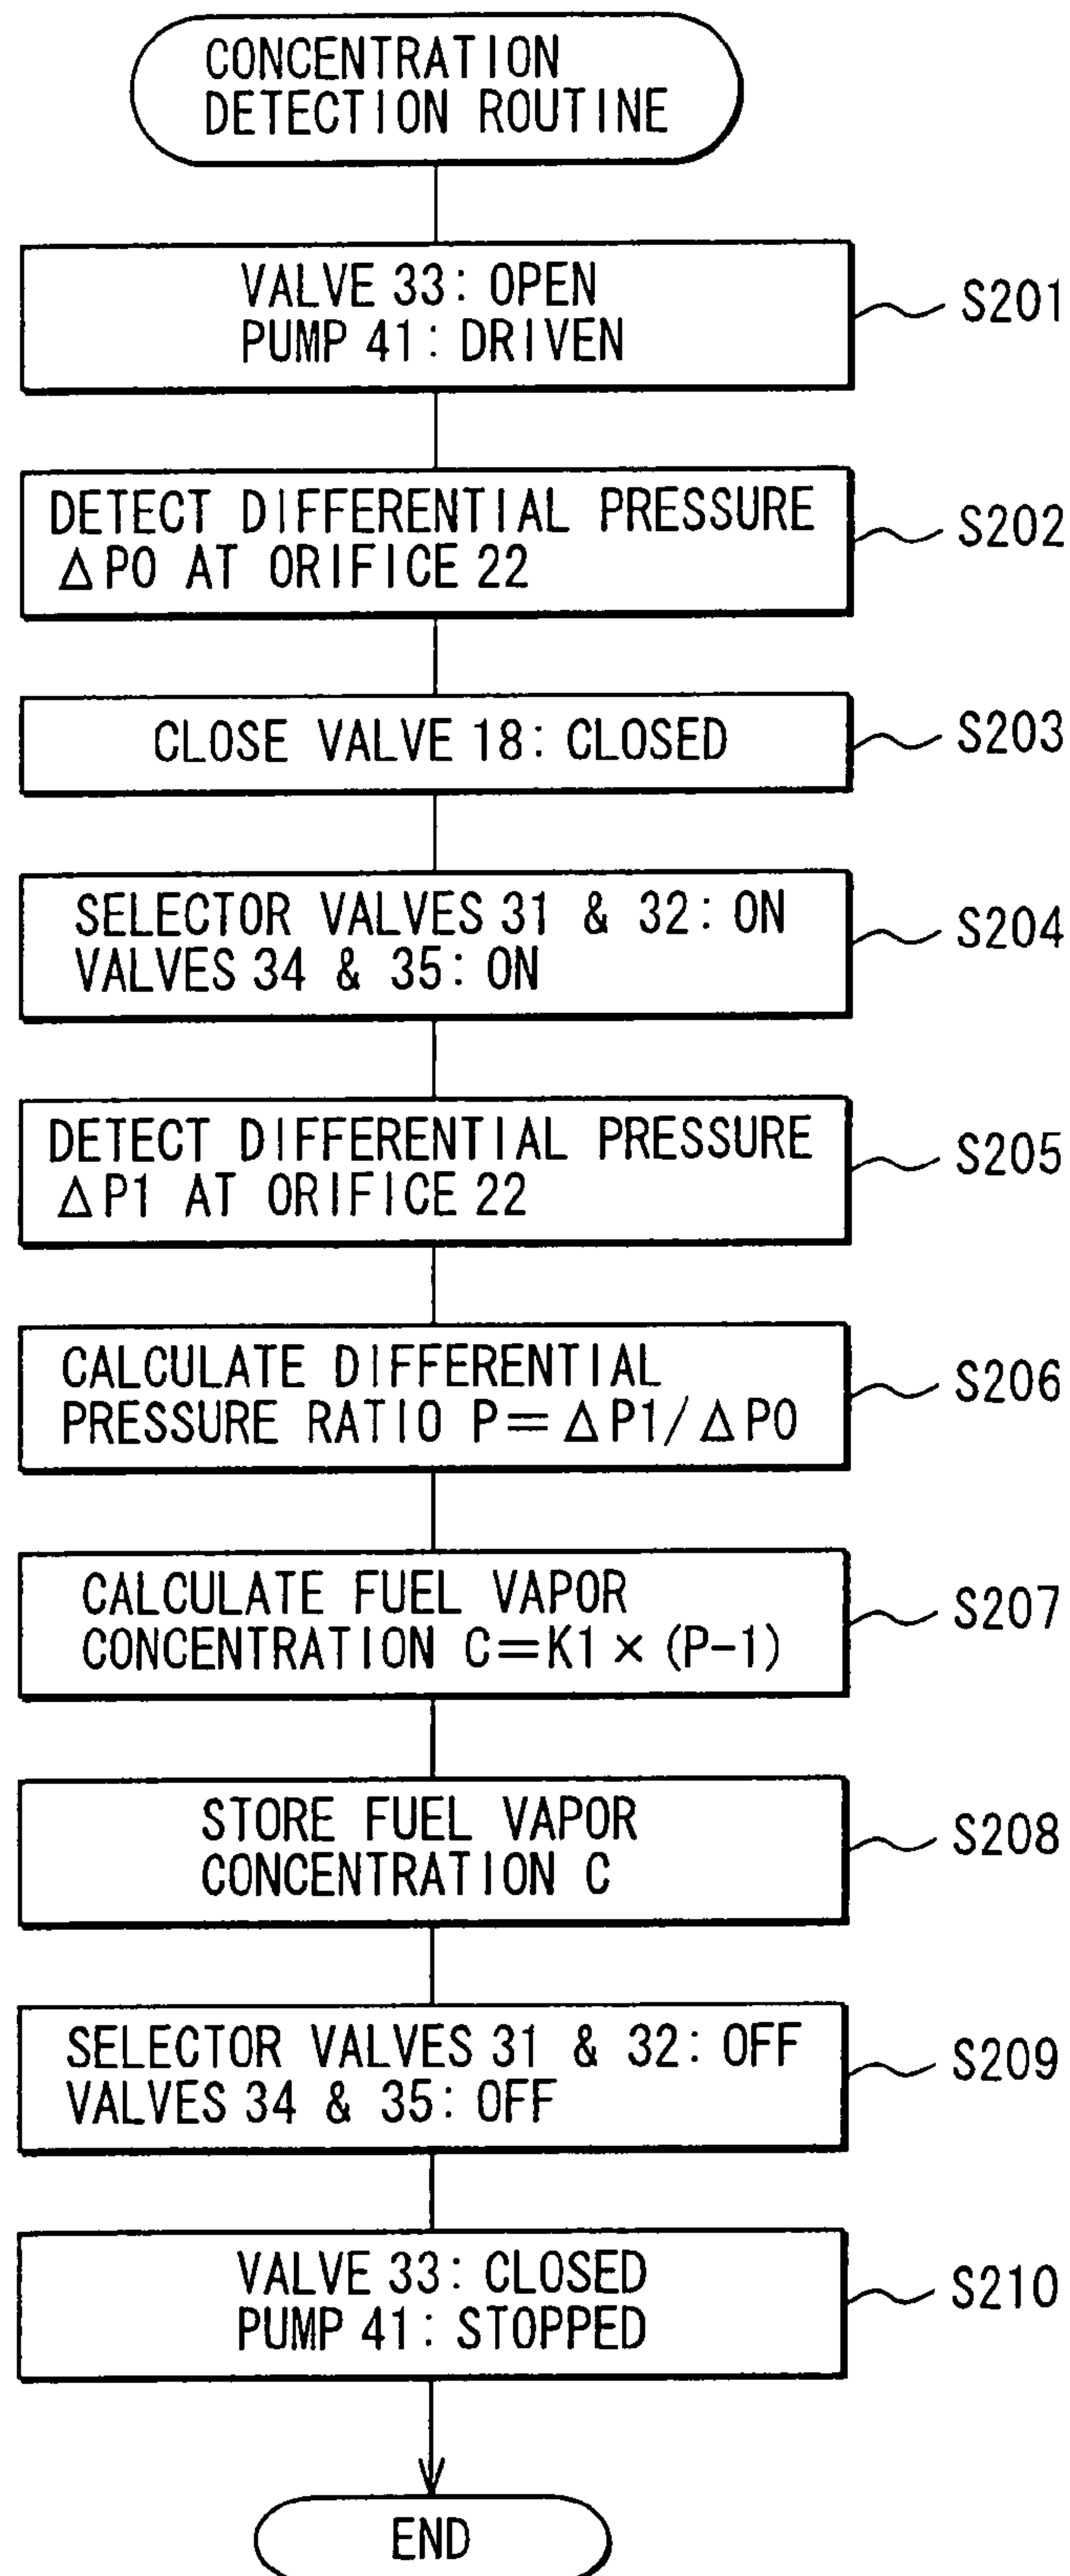 CONCENTRATION
DETECTION ROUTINE
VALVE 33: OPEN
PUMP 41: DRIVEN
S201
DETECT DIFFERENTIAL PRESSURE
ΔP0 AT ORIFICE 22
S202
CLOSE VALVE 18: CLOSED
S203
SELECTOR VALVES 31 & 32: ON
VALVES 34 & 35: ON
S204
DETECT DIFFERENTIAL PRESSURE
ΔP1 AT ORIFICE 22
S205
CALCULATE DIFFERENTIAL
PRESSURE RATIO P=ΔP1/ΔP0
S206
CALCULATE FUEL VAPOR
CONCENTRATION C=K1×(P-1)
S207
STORE FUEL VAPOR
CONCENTRATION C
S208
SELECTOR VALVES 31 & 32: OFF
VALVES 34 & 35: OFF
S209
VALVE 33: CLOSED
PUMP 41: STOPPED
S210
END